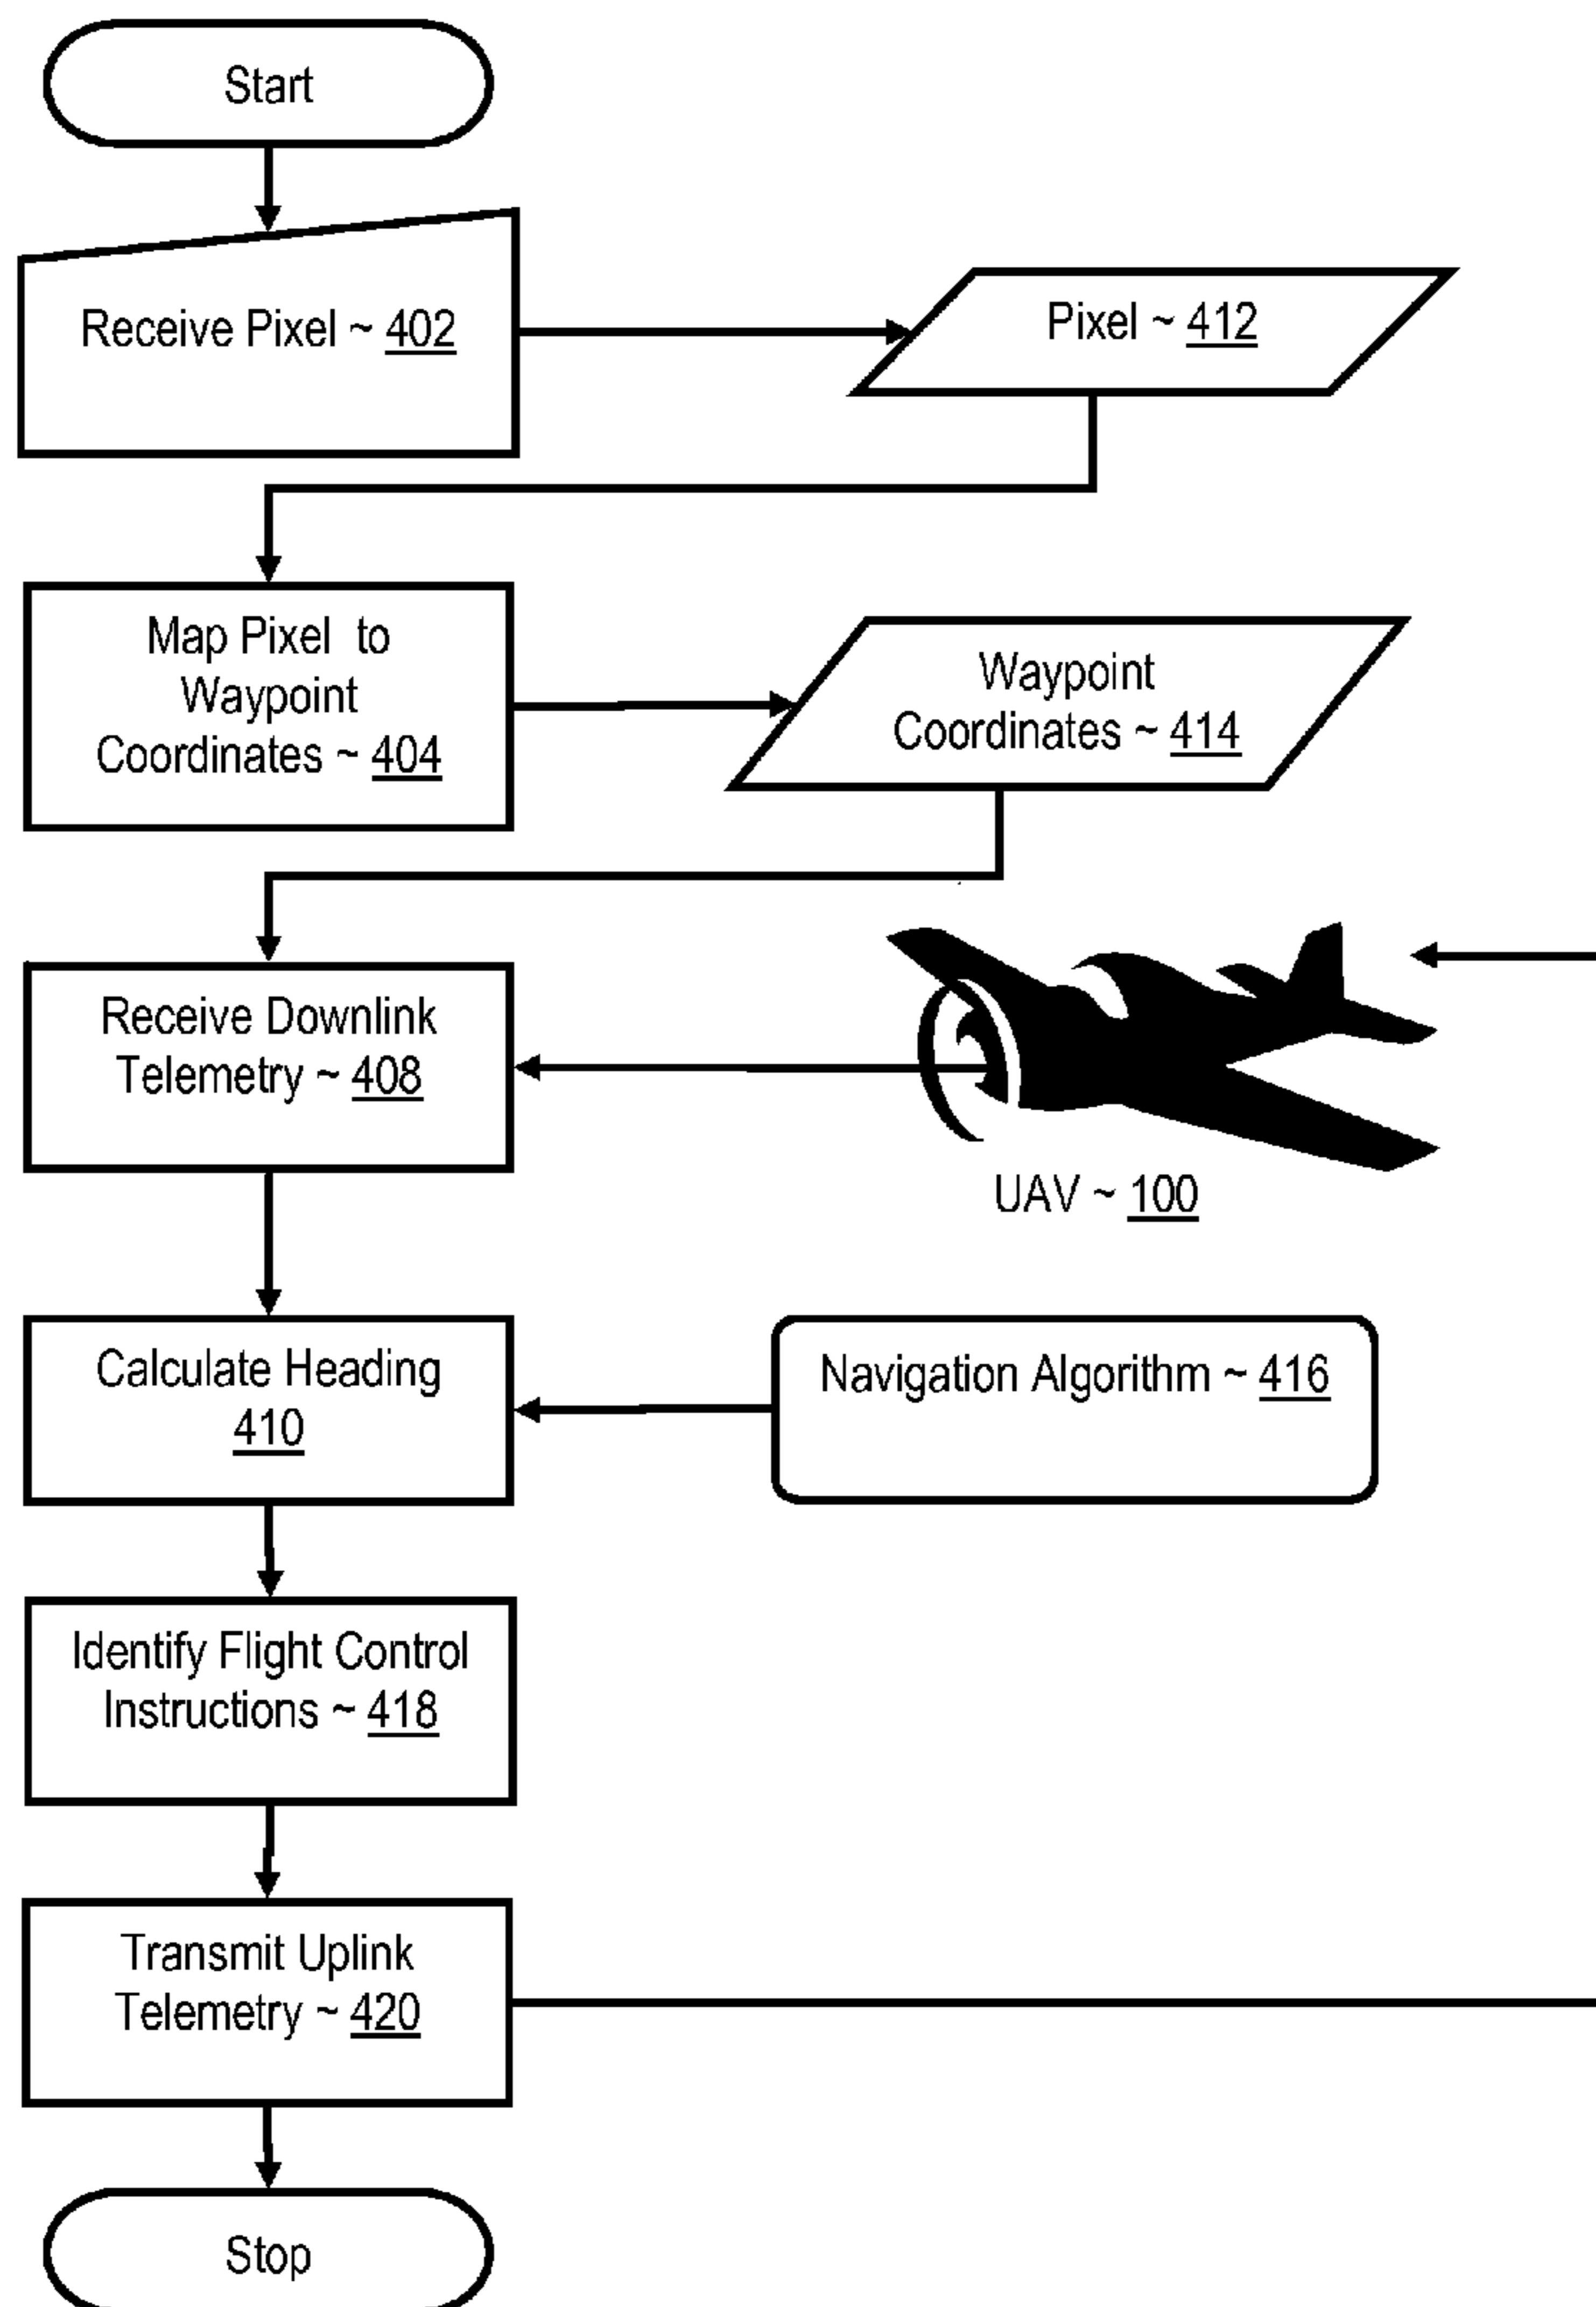 Start
Receive Pixel ~ 402
Pixel ~ 412
Map Pixel to
Waypoint
Coordinates ~ 404
Waypoint
Coordinates ~ 414
Receive Downlink
Telemetry ~ 408
UAV ~ 100
Calculate Heading
410
Navigation Algorithm ~ 416
Identify Flight Control
Instructions ~ 418
Transmit Uplink
Telemetry ~ 420
Stop